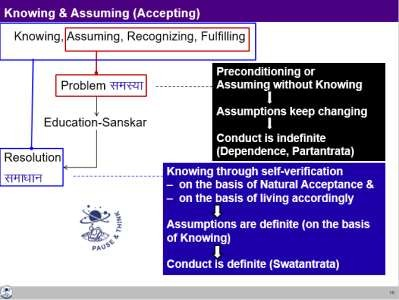 Knowing & Assuming (Accepting)
Knowing, Assuming, Recognizing, Fulfilling
Problem समस्या
Education-Sanskar
Resolution
समाधान
Preconditioning or
Assuming without Knowing
Assumptions keep changing
Conduct is indefinite
(Dependence, Partantrata)
Knowing through self-verification
– on the basis of Natural Acceptance &
– on the basis of living accordingly
Assumptions are definite (on the basis
of Knowing)
Conduct is definite (Swatantrata)
PAUSE & THINK